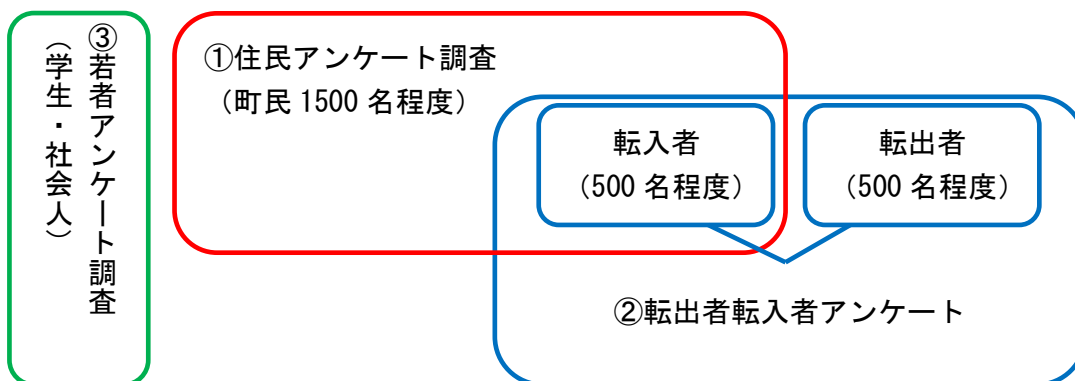 ③若者アンケート調査
（学生・社会人）
①住民アンケート調査
（町民 1500 名程度）
転入者
（500 名程度）
転出者
（500 名程度）
②転出者転入者アンケート